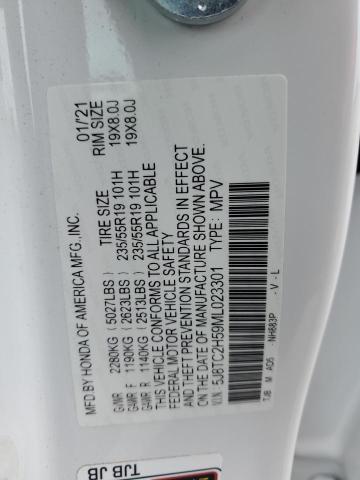 MFD BY HONDA OF AMERICA MFG., INC. 01/'21
TIRE SIZE RIM SIZE
GVWR 2280KG (5027LBS)
GAWR F 1190KG (2623LBS) 235/55R19 101H 19X8.0J
GAWR R 1140KG (2513LBS) 235/55R19 101H 19X8.0J
THIS VEHICLE CONFORMS TO ALL APPLICABLE
FEDERAL MOTOR VEHICLE SAFETY
AND THEFT PREVENTION STANDARDS IN EFFECT
ON THE DATE OF MANUFACTURE SHOWN ABOVE.
V.I.N. 5J8TC2H59ML023301 TYPE: MPV
TJB M AD5 NH883P - V - L
TJB JB